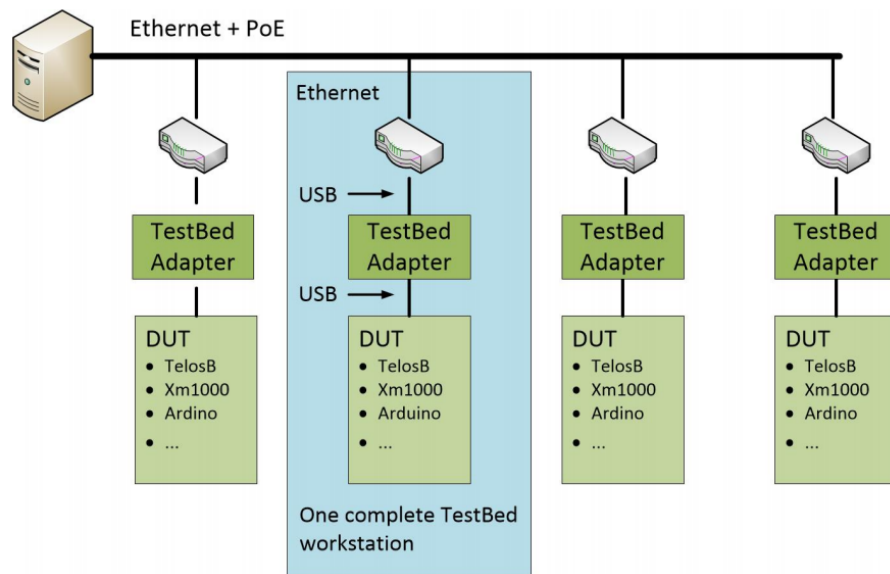 Ethernet + PoE
Ethernet
USB
TestBed
Adapter
TestBed
Adapter
TestBed
Adapter
TestBed
Adapter
USB
DUT
• TelosB
• Xm1000
• Ardino
• ...
DUT
• TelosB
• Xm1000
• Arduino
• ...
DUT
• TelosB
• Xm1000
• Ardino
• ...
DUT
• TelosB
• Xm1000
• Ardino
• ...
One complete TestBed
workstation